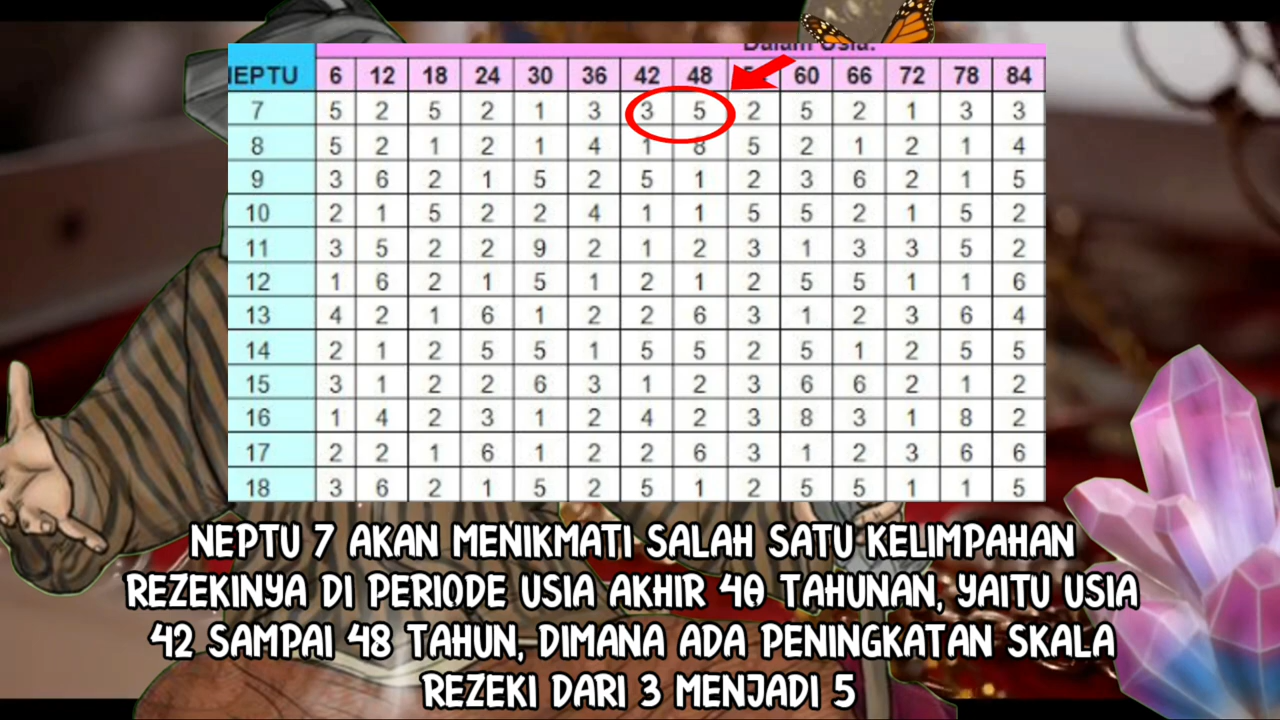 Dalam Usia:
NEPTU 6 12 18 24 30 36 42 48 60 66 72 78 84
7 5 2 5 2 1 3 3 5 2 5 2 1 3 3
8 5 2 1 2 1 4 1 8 5 2 1 2 1 4
9 3 6 2 1 5 2 5 1 2 3 6 2 1 5
10 2 1 5 2 2 4 1 1 5 5 2 1 5 2
11 3 5 2 2 9 2 1 2 3 1 3 3 5 2
12 1 6 2 1 5 1 2 1 2 5 5 1 1 6
13 4 2 1 6 1 2 2 6 3 1 2 3 6 4
14 2 1 2 5 5 1 5 5 2 5 1 2 5 5
15 3 1 2 2 6 3 1 2 3 6 6 2 1 2
16 1 4 2 3 1 2 4 2 3 8 3 1 8 2
17 2 2 1 6 1 2 2 6 3 1 2 3 6 6
18 3 6 2 1 5 2 5 1 2 5 5 1 1 5
NEPTU 7 AKAN MENIKMATI SALAH SATU KELIMPAHAN
REZEKINYA DI PERIODE USIA AKHIR 40 TAHUNAN, YAITU USIA
42 SAMPAI 48 TAHUN, DIMANA ADA PENINGKATAN SKALA
REZEKI DARI 3 MENJADI 5